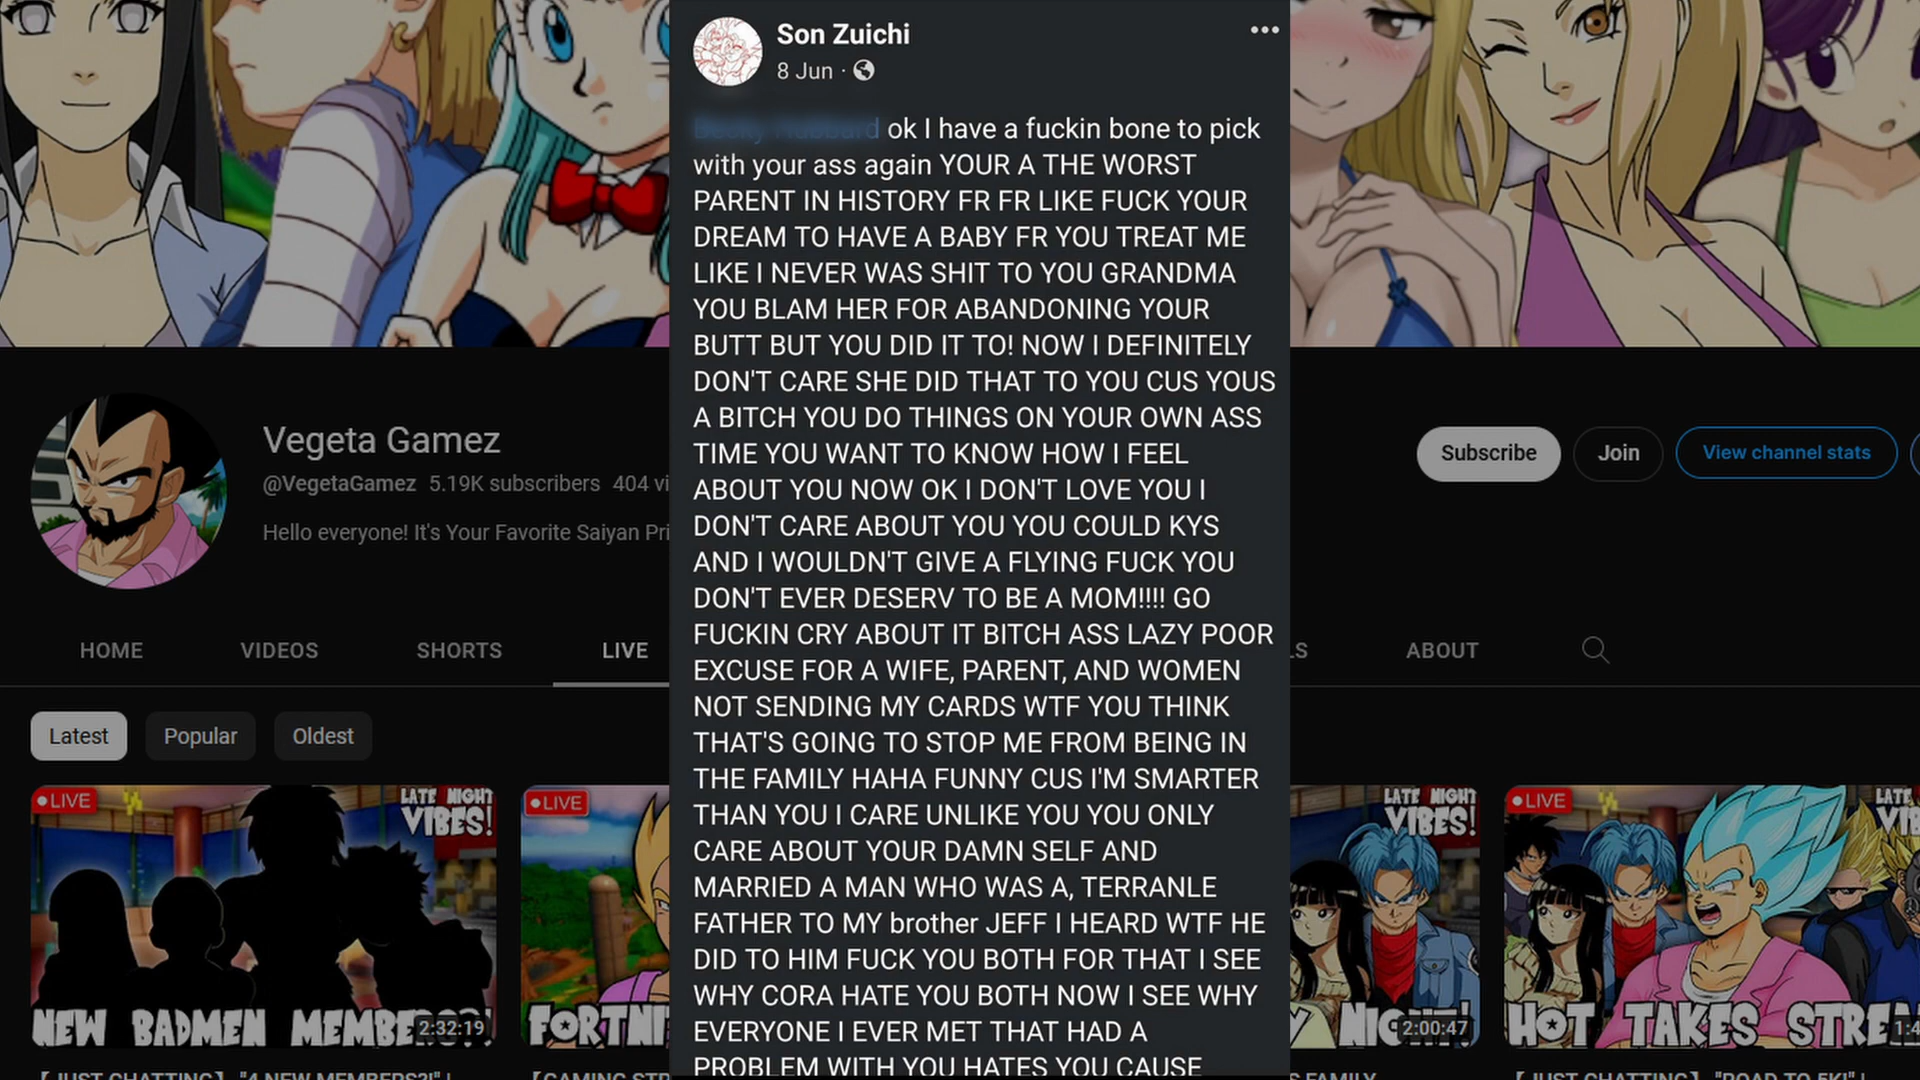 Son Zuichi
8 Jun ·
ok I have a fuckin bone to pick
with your ass again YOUR A THE WORST
PARENT IN HISTORY FR FR LIKE FUCK YOUR
DREAM TO HAVE A BABY FR YOU TREAT ME
LIKE I NEVER WAS SHIT TO YOU GRANDMA
YOU BLAM HER FOR ABANDONING YOUR
BUTT BUT YOU DID IT TO! NOW I DEFINITELY
DON'T CARE SHE DID THAT TO YOU CUS YOUS
A BITCH YOU DO THINGS ON YOUR OWN ASS
TIME YOU WANT TO KNOW HOW I FEEL
ABOUT YOU NOW OK I DON'T LOVE YOU I
DON'T CARE ABOUT YOU YOU COULD KYS
AND I WOULDN'T GIVE A FLYING FUCK YOU
DON'T EVER DESERV TO BE A MOM!!!! GO
FUCKIN CRY ABOUT IT BITCH ASS LAZY POOR
EXCUSE FOR A WIFE, PARENT, AND WOMEN
NOT SENDING MY CARDS WTF YOU THINK
THAT'S GOING TO STOP ME FROM BEING IN
THE FAMILY HAHA FUNNY CUS I'M SMARTER
THAN YOU I CARE UNLIKE YOU YOU ONLY
CARE ABOUT YOUR DAMN SELF AND
MARRIED A MAN WHO WAS A, TERRANLE
FATHER TO MY brother JEFF I HEARD WTF HE
DID TO HIM FUCK YOU BOTH FOR THAT I SEE
WHY CORA HATE YOU BOTH NOW I SEE WHY
EVERYONE I EVER MET THAT HAD A
PROBLEM WITH YOU HATES YOU CAUSE
Vegeta Gamez
@VegetaGamez 5.19K subscribers 404 vi
Hello everyone! It's Your Favorite Saiyan Pri
Subscribe Join View channel stats
HOME VIDEOS SHORTS LIVE LS ABOUT
Latest Popular Oldest
LIVE LATE NIGHT VIBES!
NEW BADMEN MEMBE 2:32:19
LIVE
FORTNI
LATE NIGHT VIBES!
2:00:47
LIVE LATE
HOT TAKES STRE 1:4
【JUST CHATTING】 "4 NEW MEMBERS?!" |
【GAMING STR
S FAMILY
【JUST CHATTING】 "ROAD TO 5K!" |